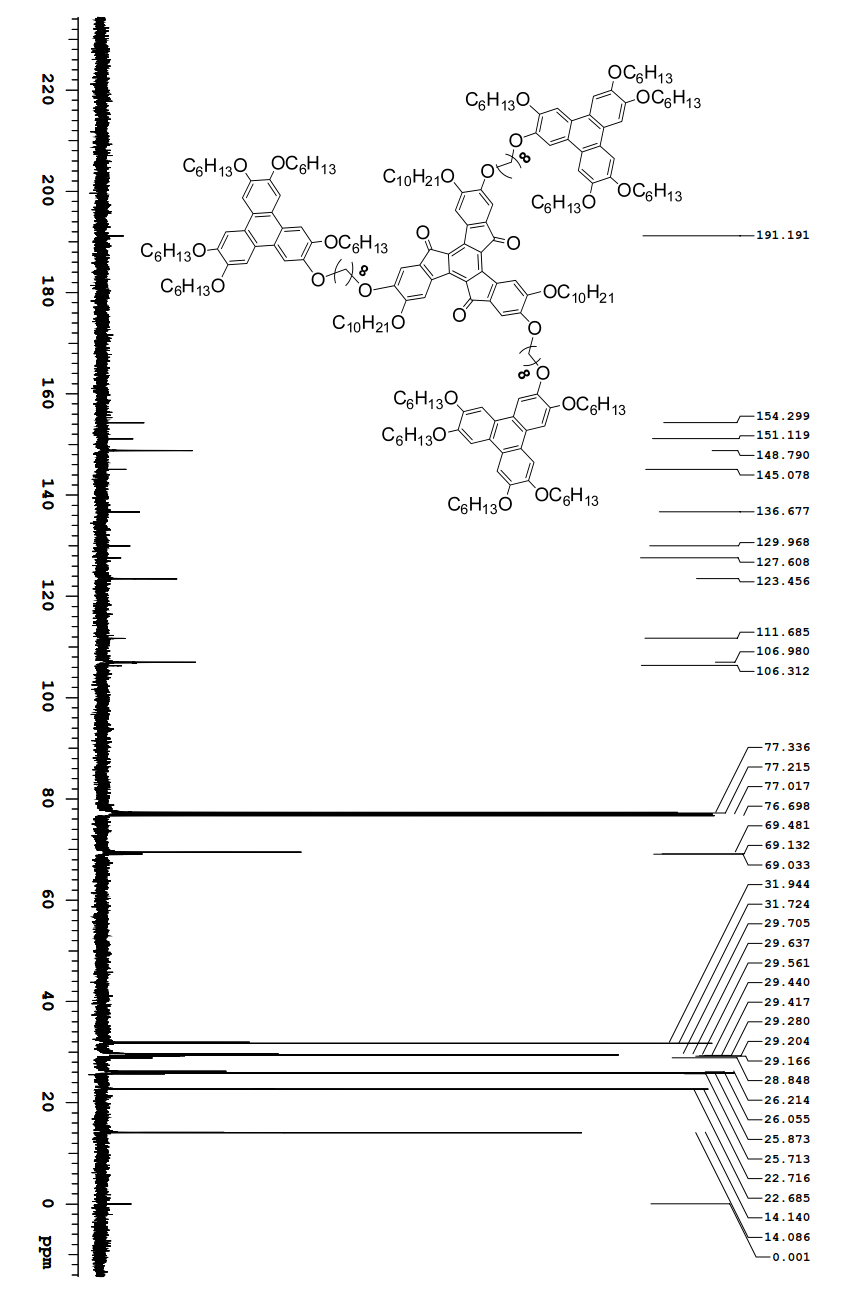 OC6H13
C6H13O
OC6H13
O
8
C6H13O
OC6H13
C10H21O
O
OC6H13
C6H13O
O
O
C6H13O
OC6H13
C6H13O
O
8
O
OC10H21
C10H21O
O
O
8
O
C6H13O
OC6H13
C6H13O
OC6H13
C6H13O
220
200
180
160
140
120
100
80
60
40
20
0
ppm
191.191
154.299
151.119
148.790
145.078
136.677
129.968
127.608
123.456
111.685
106.980
106.312
77.336
77.215
77.017
76.698
69.481
69.132
69.033
31.944
31.724
29.705
29.637
29.561
29.440
29.417
29.280
29.204
29.166
28.848
26.214
26.055
25.873
25.713
22.716
22.685
14.140
14.086
0.001